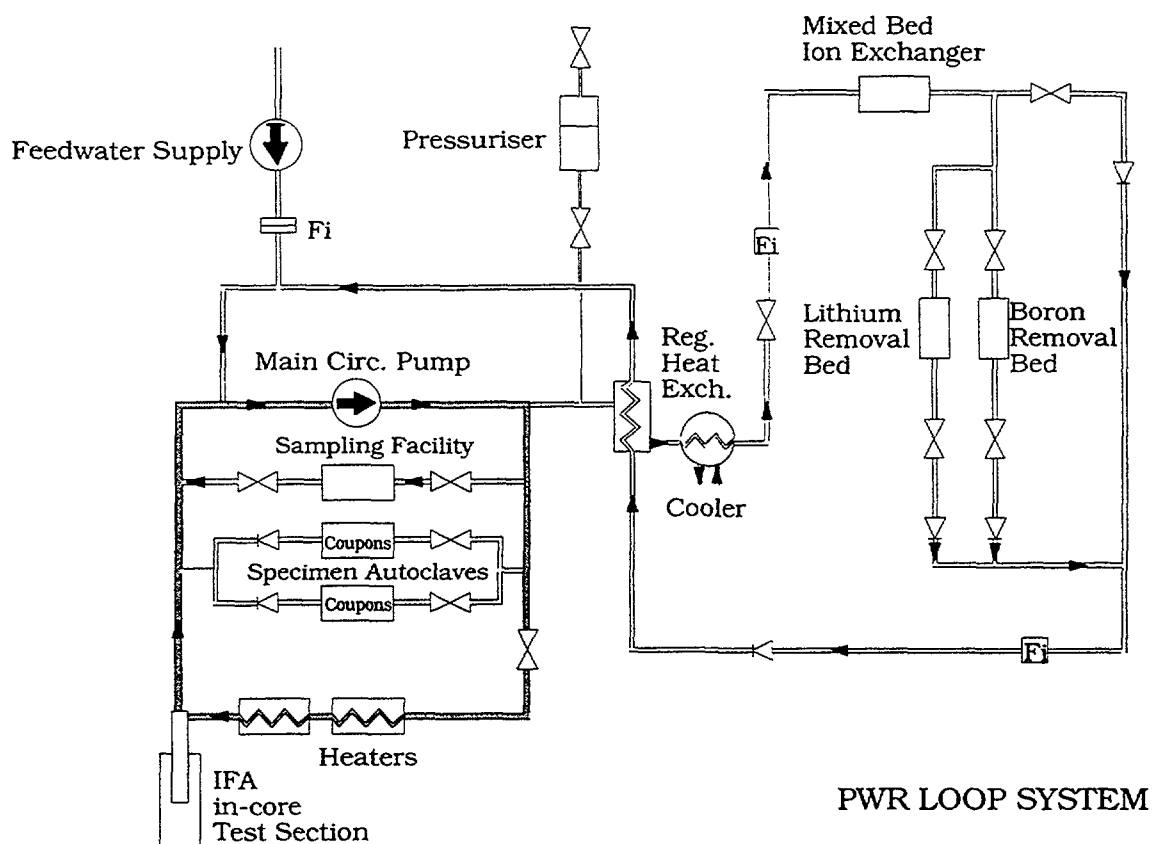 Mixed Bed
Ion Exchanger
Feedwater Supply
Pressuriser
Fi
Fi
Lithium
Removal
Bed
Boron
Removal
Bed
Reg.
Heat
Exch.
Main Circ. Pump
Sampling Facility
Cooler
Coupons
Specimen Autoclaves
Coupons
Fi
Heaters
IFA
in-core
Test Section
PWR LOOP SYSTEM